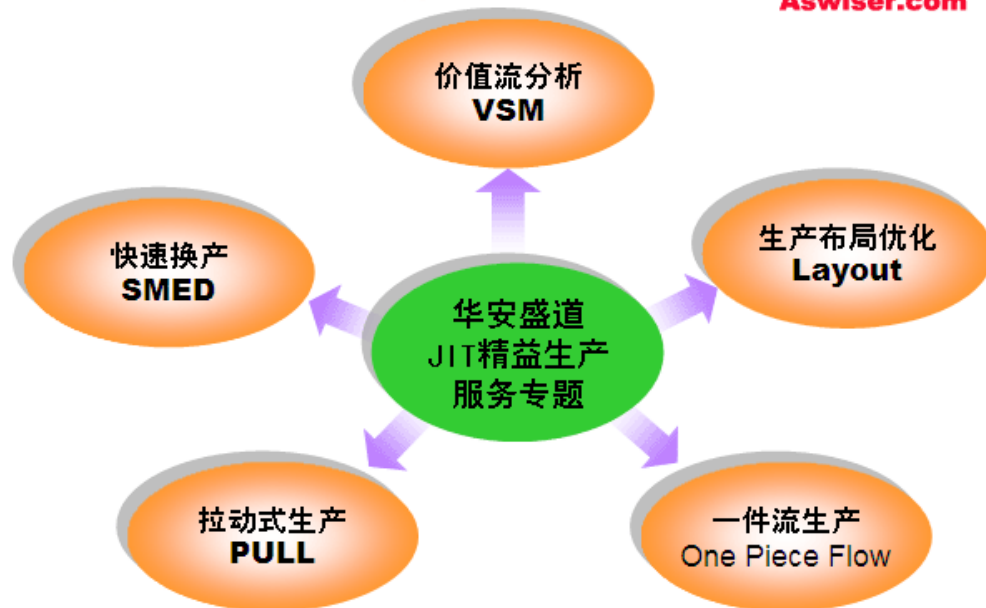 Aswiser.com
价值流分析
VSM
快速换产
SMED
生产布局优化
Layout
华安盛道
JIT精益生产
服务专题
拉动式生产
PULL
一件流生产
One Piece Flow